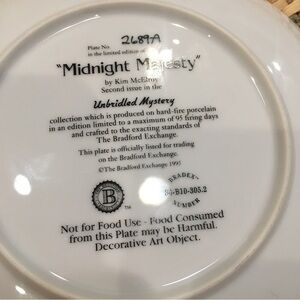 Plate No. 2689A
in the limited edition of
"Midnight Majesty"
by Kim McElroy
Second issue in the
Unbridled Mystery
collection which is produced on hard-fire porcelain
in an edition limited to a maximum of 95 firing days
and crafted to the exacting standards of
The Bradford Exchange.
This plate is officially listed for trading
on the Bradford Exchange.
©The Bradford Exchange 1995
B
™
BRADEX
84-B10-305.2
NUMBER
Not for Food Use - Food Consumed
from this Plate may be Harmful.
Decorative Art Object.